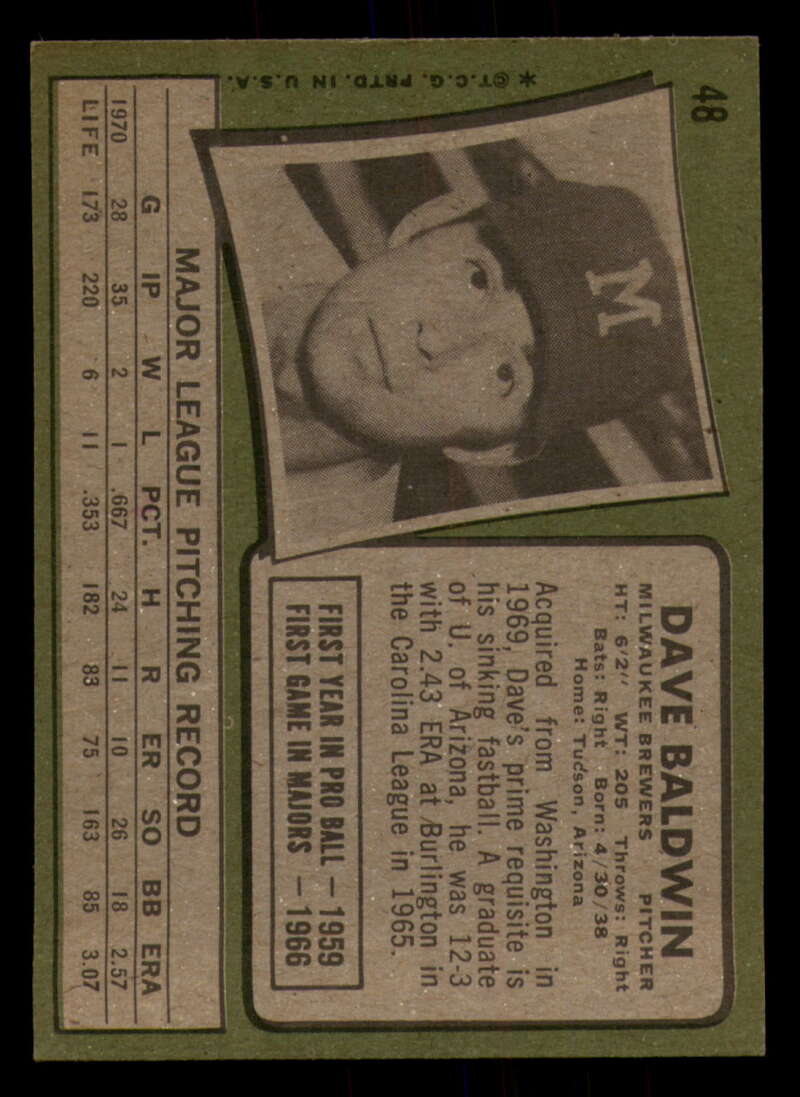 48
*©T.C.G. PRTD. IN U.S.A.
M
DAVE BALDWIN
MILWAUKEE BREWERS PITCHER
HT: 6'2" WT: 205 Throws: Right
Bats: Right Born: 4/30/38
Home: Tucson, Arizona
Acquired from Washington in
1969, Dave's prime requisite is
his sinking fastball. A graduate
of U. of Arizona, he was 12-3
with 2.43 ERA at Burlington in
the Carolina League in 1965.
FIRST YEAR IN PRO BALL — 1959
FIRST GAME IN MAJORS — 1966
MAJOR LEAGUE PITCHING RECORD
G IP W L PCT. H R ER SO BB ERA
1970 28 35 2 1 .667 24 11 10 26 18 2.57
LIFE 173 220 6 11 .353 182 83 75 163 85 3.07